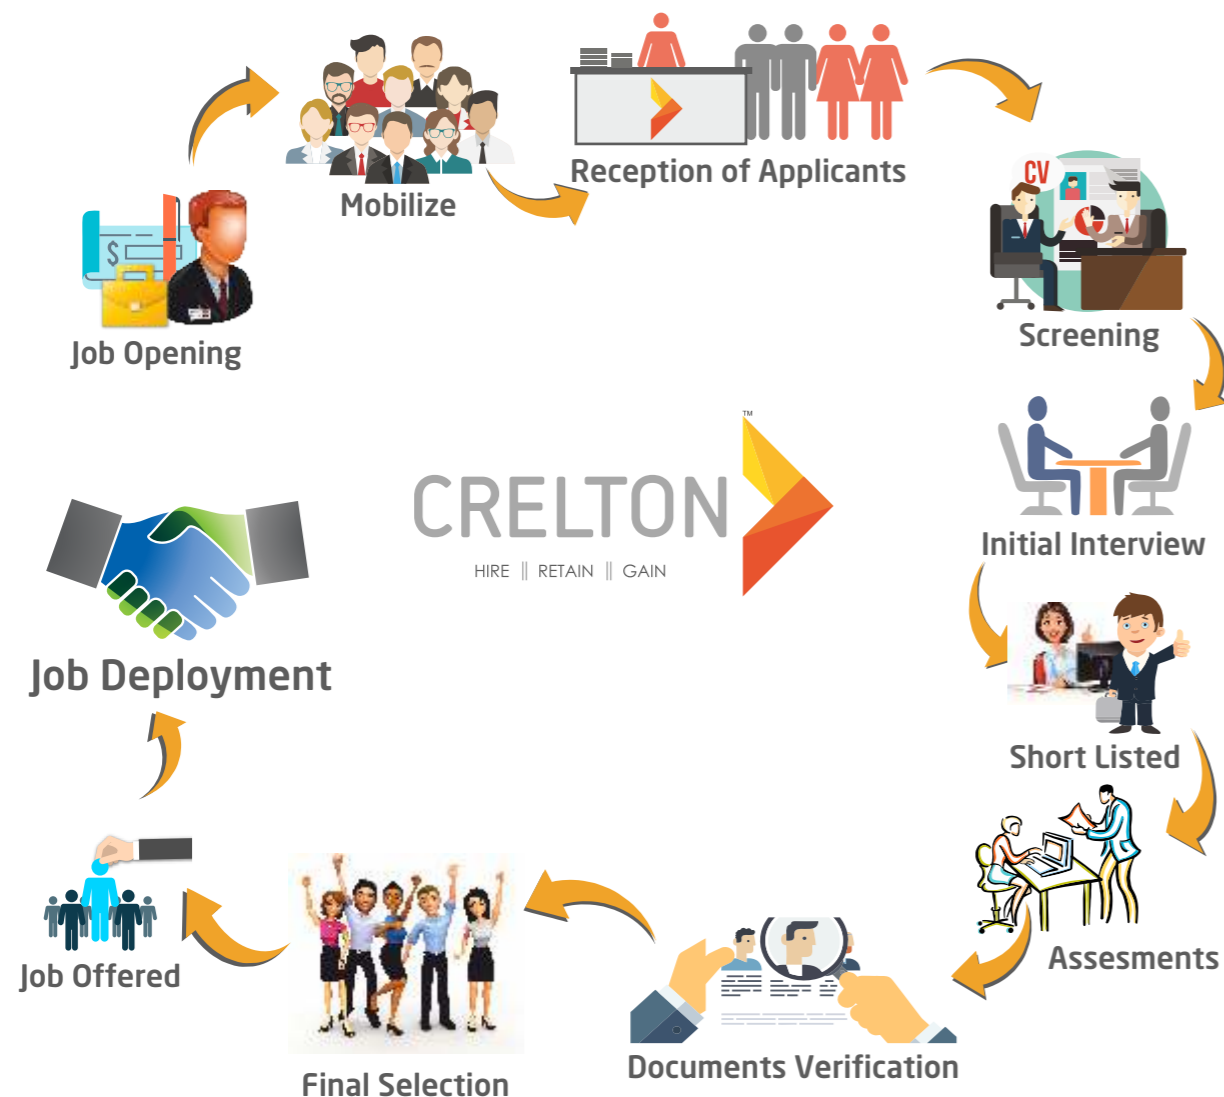 Mobilize
Reception of Applicants
CV
Screening
$
Job Opening
Initial Interview
CRELTON
TM
HIRE || RETAIN || GAIN
Short Listed
Job Deployment
Assesments
Documents Verification
Final Selection
Job Offered